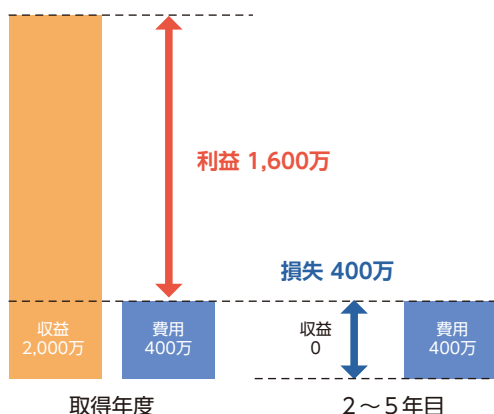 利益 1,600万
損失 400万
収益
2,000万
費用
400万
収益
0
費用
400万
取得年度
2～5年目